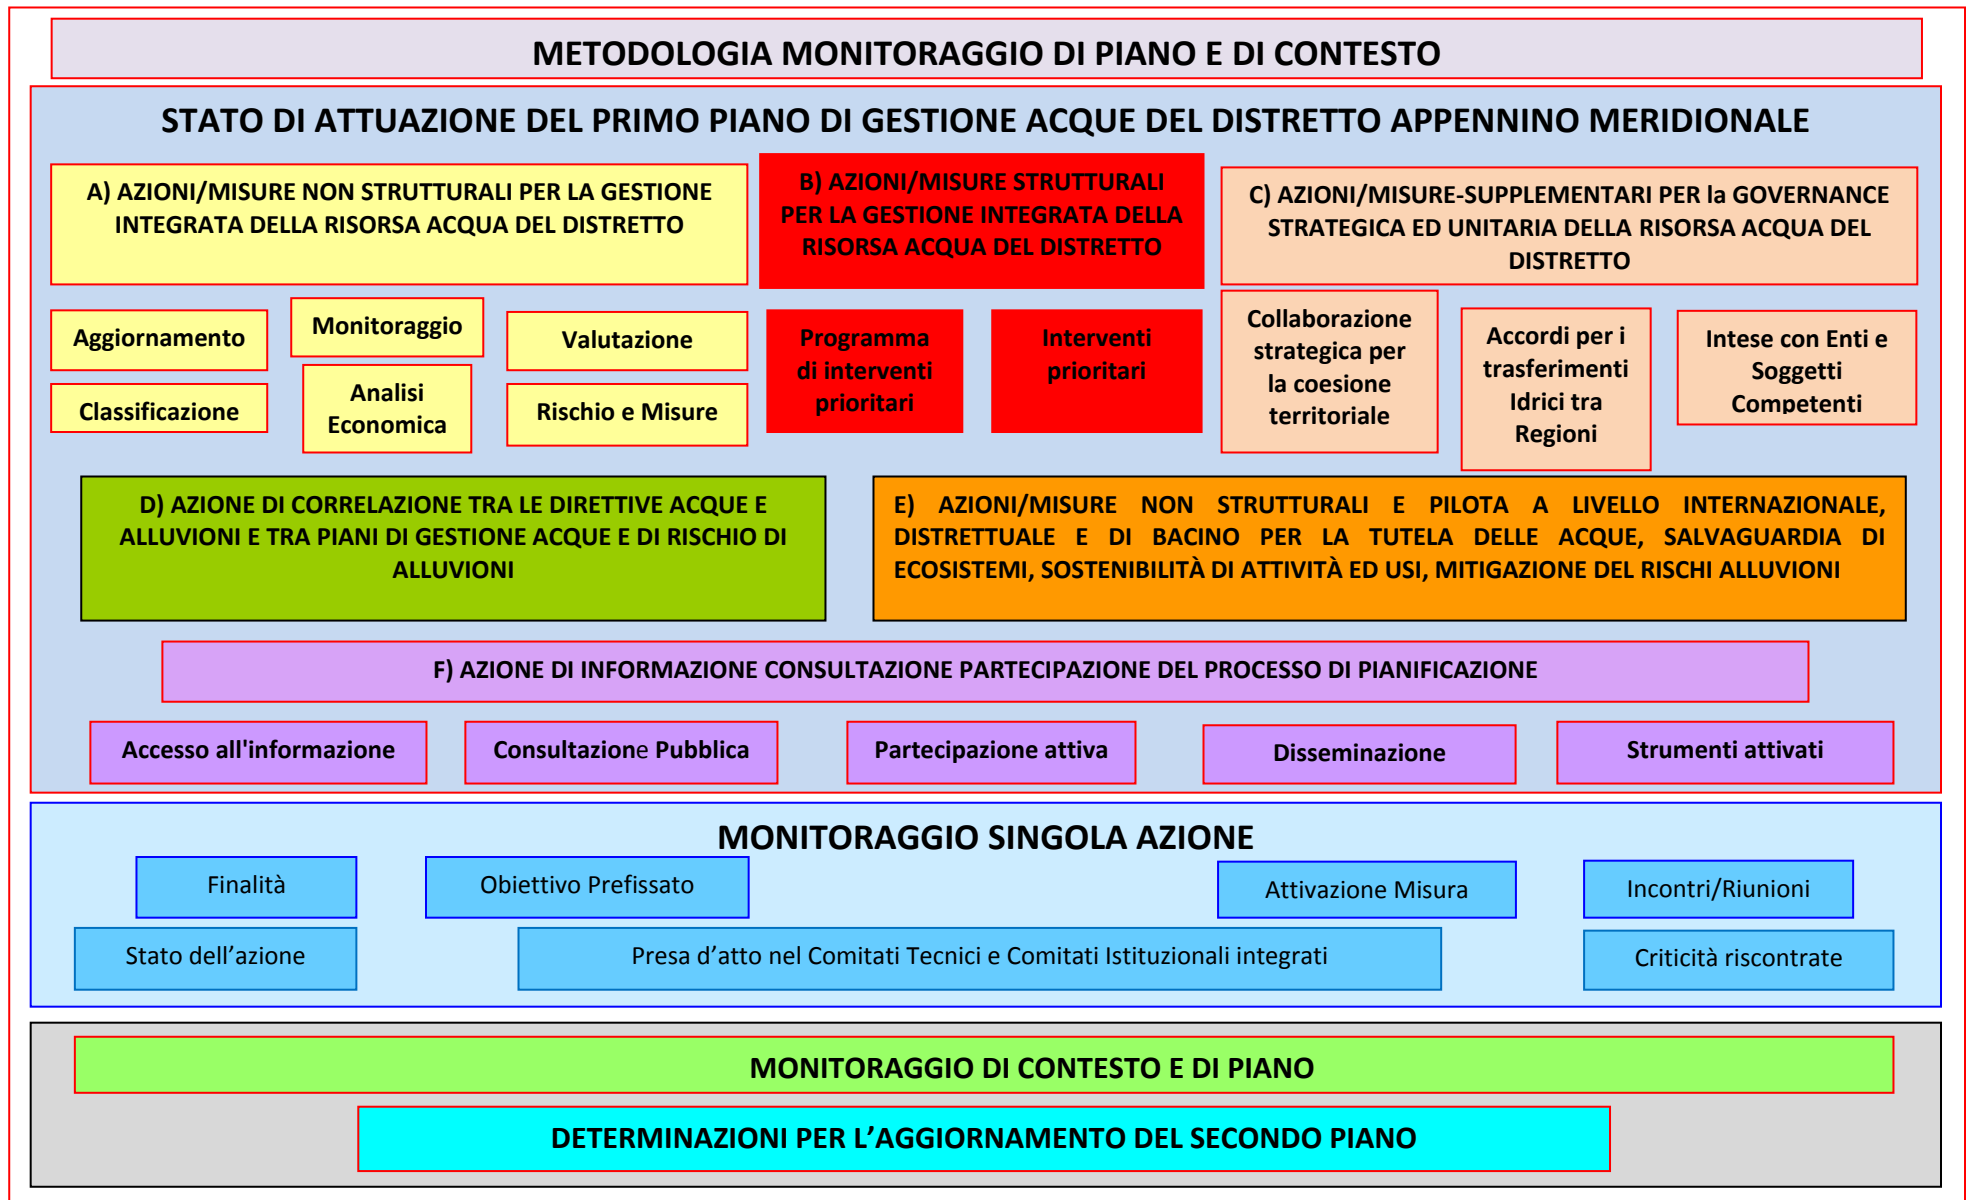 METODOLOGIA MONITORAGGIO DI PIANO E DI CONTESTO
STATO DI ATTUAZIONE DEL PRIMO PIANO DI GESTIONE ACQUE DEL DISTRETTO APPENNINO MERIDIONALE
A) AZIONI/MISURE NON STRUTTURALI PER LA GESTIONE
INTEGRATA DELLA RISORSA ACQUA DEL DISTRETTO
B) AZIONI/MISURE STRUTTURALI
PER LA GESTIONE INTEGRATA DELLA
RISORSA ACQUA DEL DISTRETTO
C) AZIONI/MISURE-SUPPLEMENTARI PER la GOVERNANCE
STRATEGICA ED UNITARIA DELLA RISORSA ACQUA DEL
DISTRETTO
Aggiornamento
Monitoraggio
Valutazione
Classificazione
Analisi
Economica
Rischio e Misure
Programma
di interventi
prioritari
Interventi
prioritari
Collaborazione
strategica per
la coesione
territoriale
Accordi per i
trasferimenti
Idrici tra
Regioni
Intese con Enti e
Soggetti
Competenti
D) AZIONE DI CORRELAZIONE TRA LE DIRETTIVE ACQUE E
ALLUVIONI E TRA PIANI DI GESTIONE ACQUE E DI RISCHIO DI
ALLUVIONI
E) AZIONI/MISURE NON STRUTTURALI E PILOTA A LIVELLO INTERNAZIONALE,
DISTRETTUALE E DI BACINO PER LA TUTELA DELLE ACQUE, SALVAGUARDIA DI
ECOSISTEMI, SOSTENIBILITÀ DI ATTIVITÀ ED USI, MITIGAZIONE DEL RISCHI ALLUVIONI
F) AZIONE DI INFORMAZIONE CONSULTAZIONE PARTECIPAZIONE DEL PROCESSO DI PIANIFICAZIONE
Accesso all'informazione
Consultazione Pubblica
Partecipazione attiva
Disseminazione
Strumenti attivati
MONITORAGGIO SINGOLA AZIONE
Finalità
Obiettivo Prefissato
Attivazione Misura
Incontri/Riunioni
Stato dell’azione
Presa d’atto nel Comitati Tecnici e Comitati Istituzionali integrati
Criticità riscontrate
MONITORAGGIO DI CONTESTO E DI PIANO
DETERMINAZIONI PER L’AGGIORNAMENTO DEL SECONDO PIANO